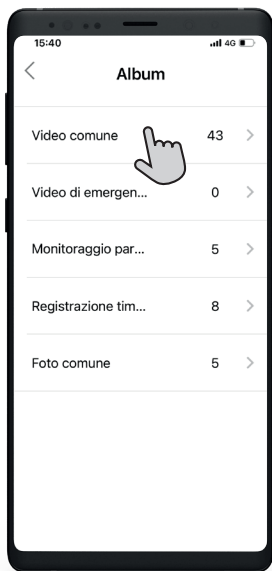 15:40 4G
Album
Video comune 43
Video di emergen... 0
Monitoraggio par... 5
Registrazione tim... 8
Foto comune 5